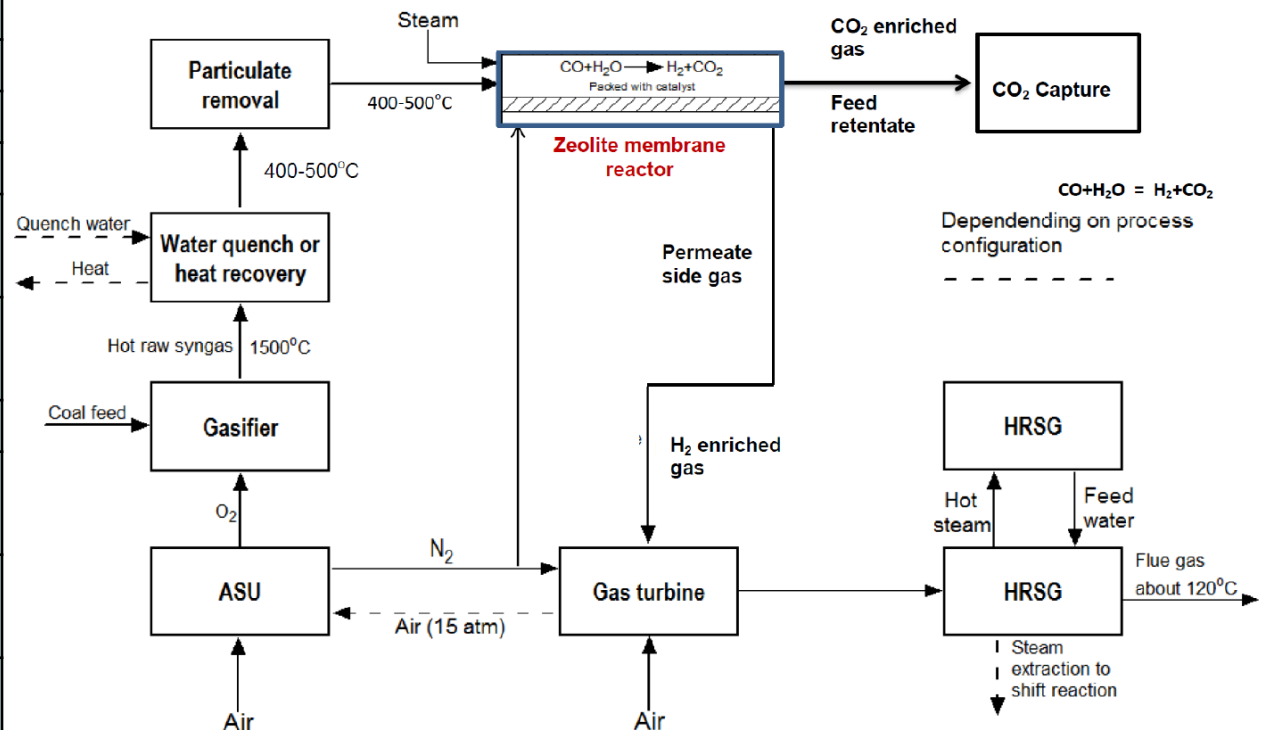 Steam
CO₂ enriched
gas
Particulate
removal
CO+H₂O → H₂+CO₂
Packed with catalyst
400-500°C
CO₂ Capture
Feed
retentate
Zeolite membrane
reactor
400-500°C
CO+H₂O = H₂+CO₂
Dependending on process
configuration
Quench water
Water quench or
heat recovery
Heat
Permeate
side gas
Hot raw syngas
1500°C
Coal feed
Gasifier
HRSG
H₂ enriched
gas
O₂
Hot
steam
Feed
water
N₂
ASU
Gas turbine
HRSG
Flue gas
about 120°C
Air (15 atm)
Steam
extraction to
shift reaction
Air
Air